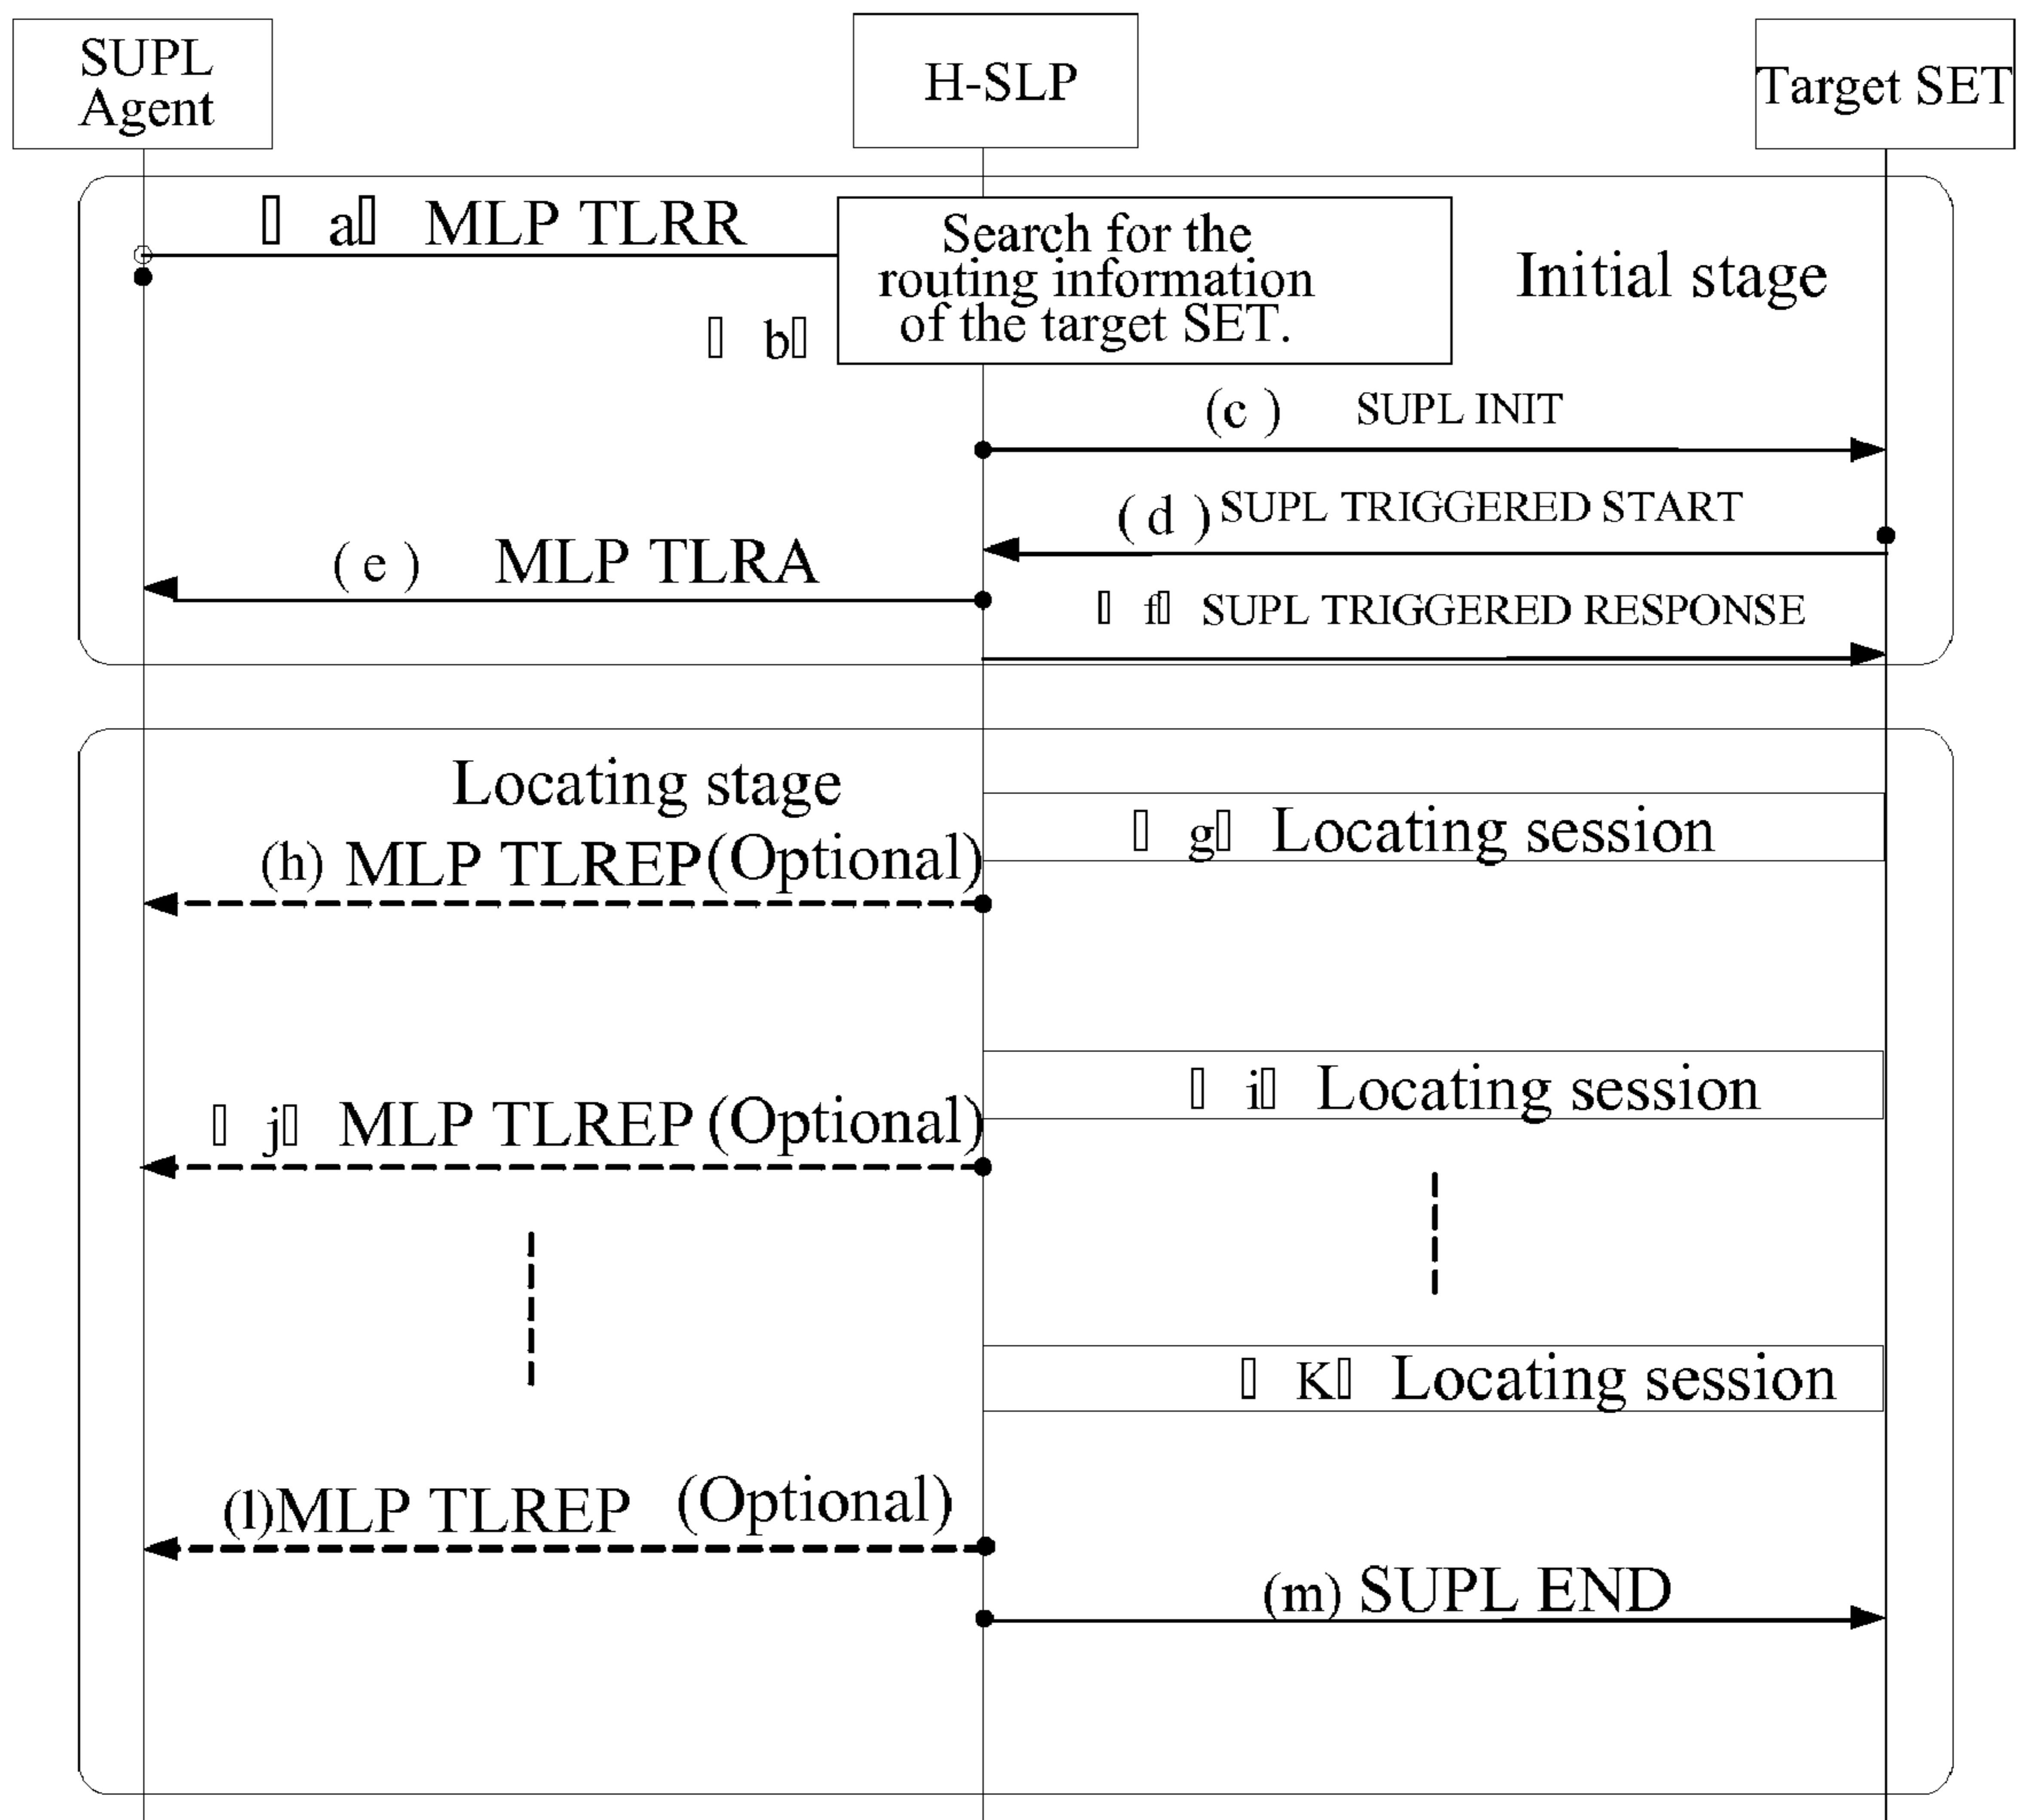 SUPL
Agent
H-SLP
Target SET
▯ a▯ MLP TLRR
Search for the
routing information
of the target SET.
Initial stage
▯ b▯
(c ) SUPL INIT
( d ) SUPL TRIGGERED START
( e ) MLP TLRA
▯ f▯ SUPL TRIGGERED RESPONSE
Locating stage
▯ g▯ Locating session
(h) MLP TLREP(Optional)
▯ i▯ Locating session
▯ j▯ MLP TLREP (Optional)
▯ K▯ Locating session
(l)MLP TLREP (Optional)
(m) SUPL END